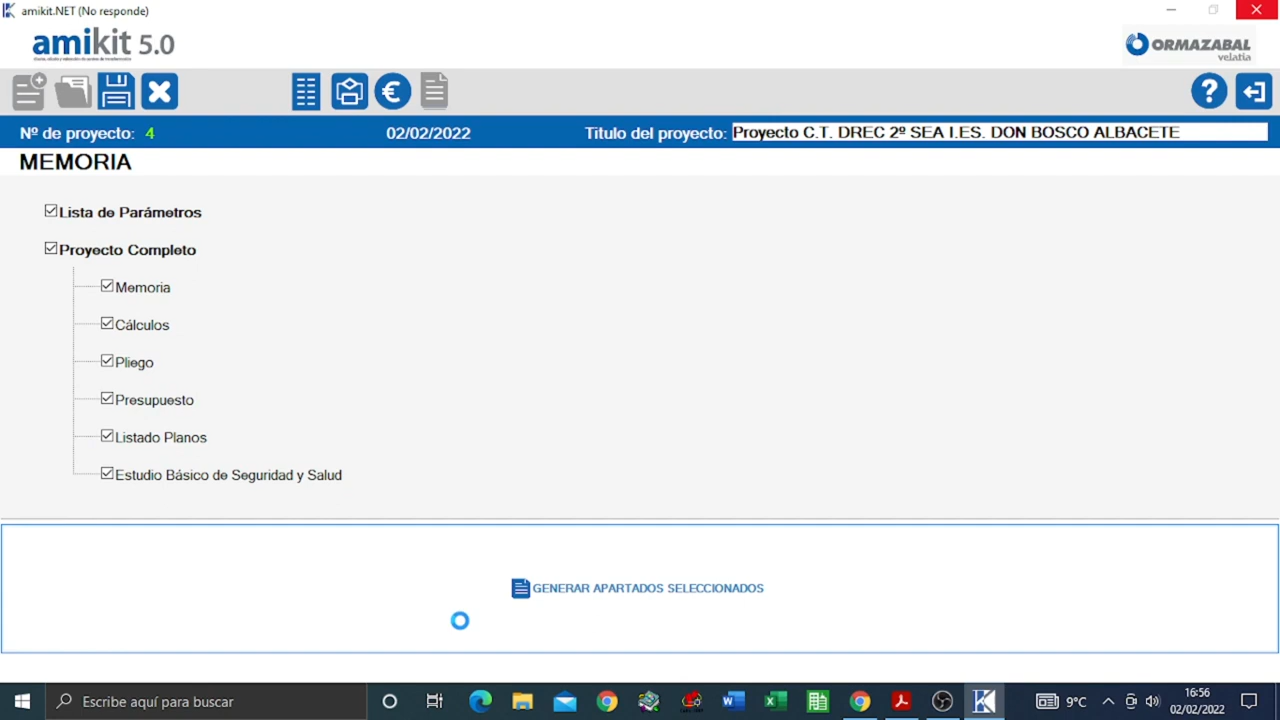 amikit.NET (No responde)
amikit 5.0
ORMAZABAL
velatia
Nº de proyecto: 4
02/02/2022
Titulo del proyecto: Proyecto C.T. DREC 2º SEA I.ES. DON BOSCO ALBACETE
MEMORIA
Lista de Parámetros
Proyecto Completo
Memoria
Cálculos
Pliego
Presupuesto
Listado Planos
Estudio Básico de Seguridad y Salud
GENERAR APARTADOS SELECCIONADOS
Escribe aquí para buscar
9°C
16:56
02/02/2022